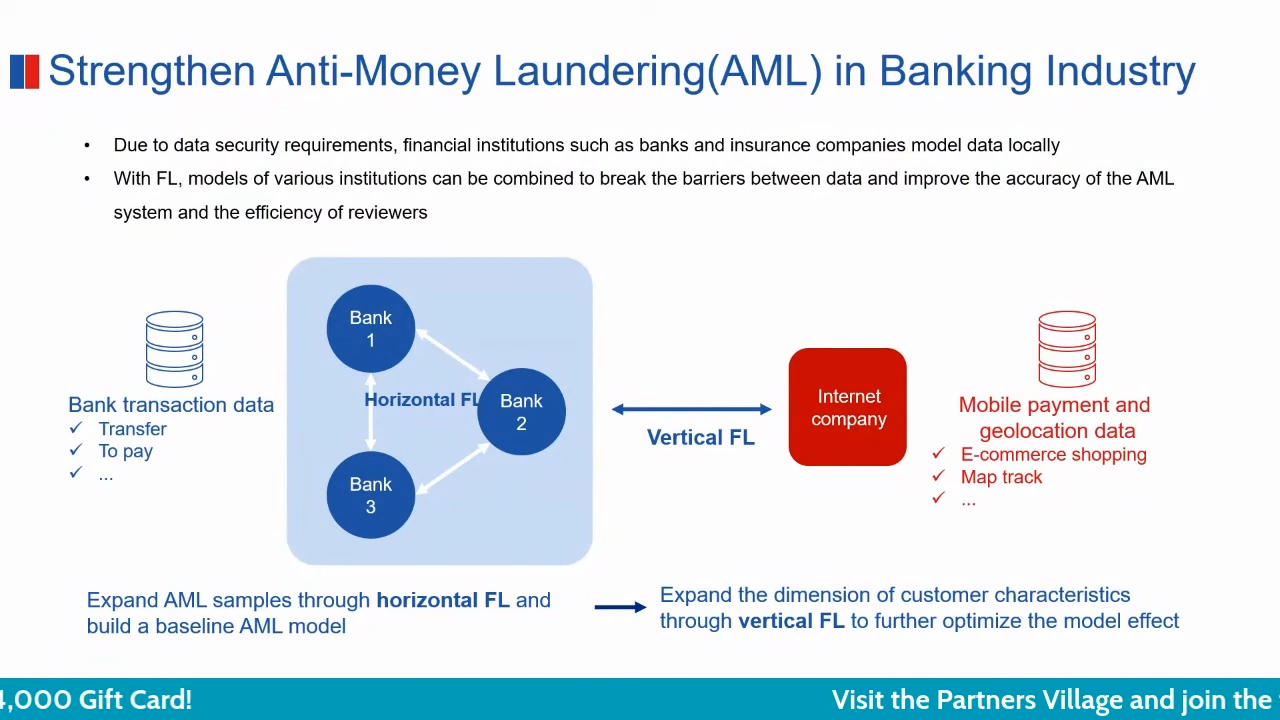 Strengthen Anti-Money Laundering(AML) in Banking Industry
• Due to data security requirements, financial institutions such as banks and insurance companies model data locally
• With FL, models of various institutions can be combined to break the barriers between data and improve the accuracy of the AML
system and the efficiency of reviewers
Bank transaction data
✓ Transfer
✓ To pay
✓ ...
Bank
1
Horizontal FL
Bank
2
Bank
3
Vertical FL
Internet
company
Mobile payment and
geolocation data
✓ E-commerce shopping
✓ Map track
✓ ...
Expand AML samples through horizontal FL and
build a baseline AML model
Expand the dimension of customer characteristics
through vertical FL to further optimize the model effect
4,000 Gift Card!
Visit the Partners Village and join the